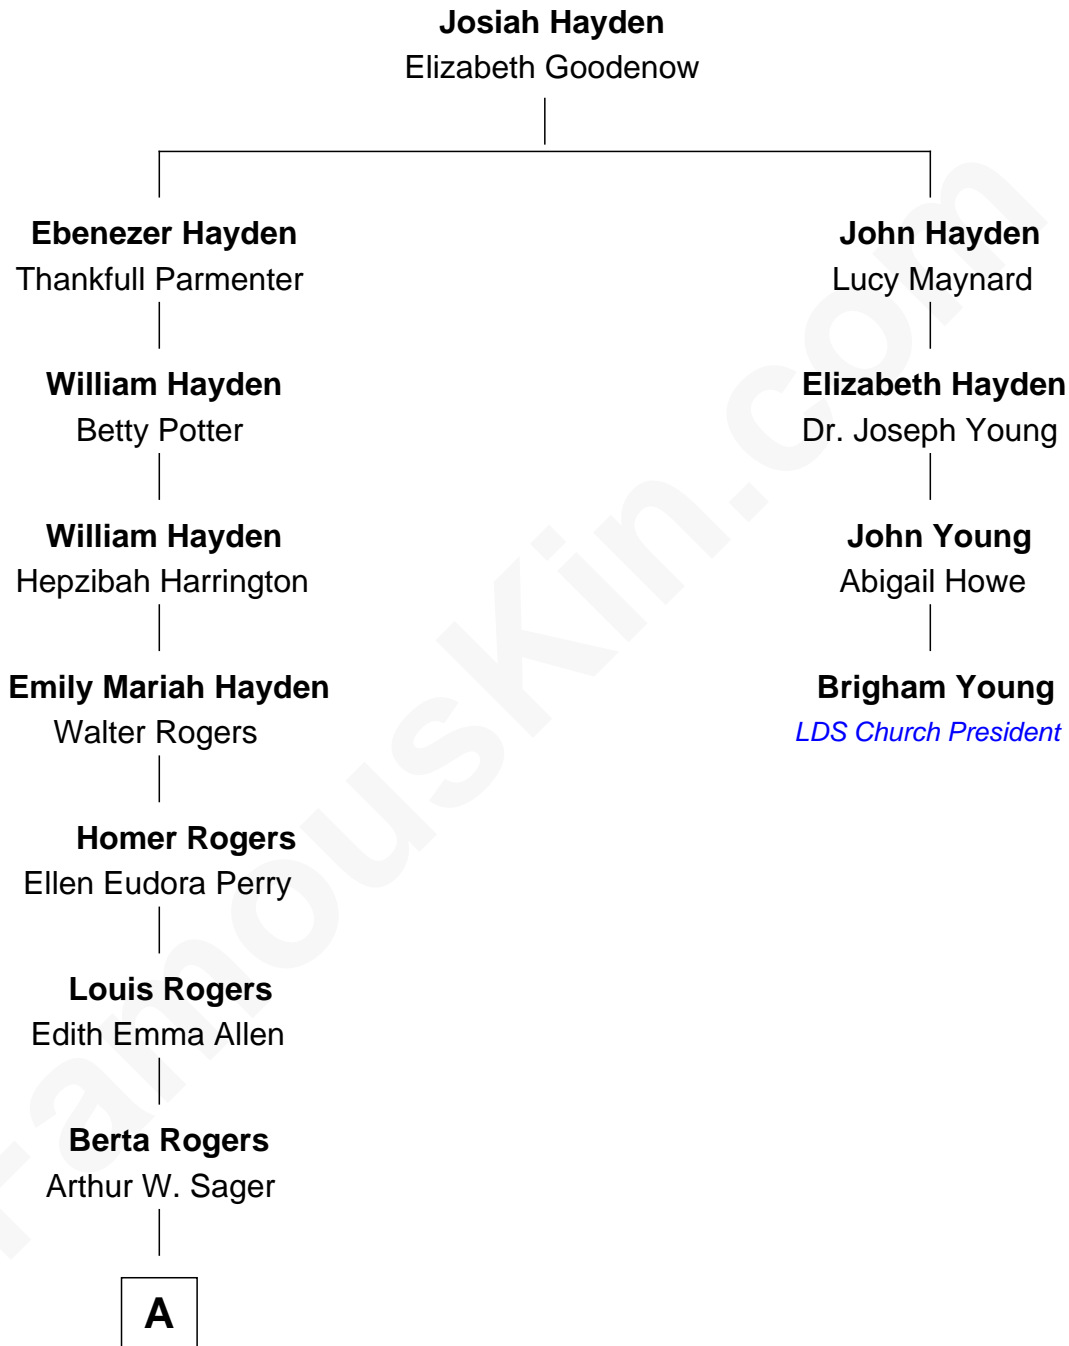 Josiah Hayden
Elizabeth Goodenow
Ebenezer Hayden
Thankfull Parmenter
John Hayden
Lucy Maynard
William Hayden
Betty Potter
Elizabeth Hayden
Dr. Joseph Young
William Hayden
Hepzibah Harrington
John Young
Abigail Howe
Emily Mariah Hayden
Walter Rogers
Brigham Young
LDS Church President
Homer Rogers
Ellen Eudora Perry
Louis Rogers
Edith Emma Allen
Berta Rogers
Arthur W. Sager
A
FamousKin.com